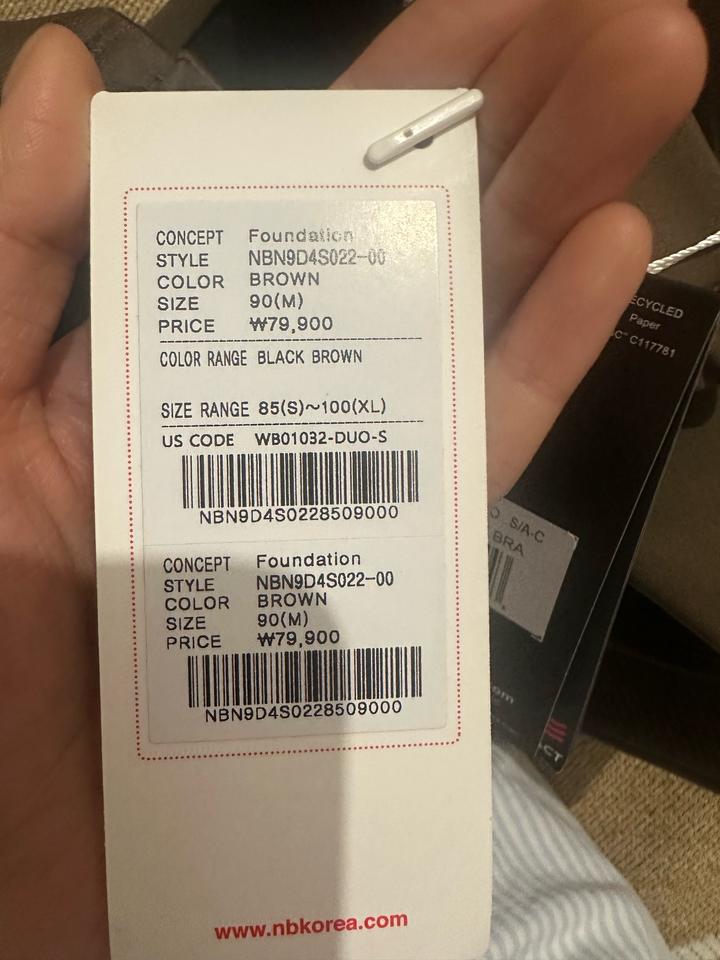 CONCEPT Foundation
STYLE NBN9D4S022-00
COLOR BROWN
SIZE 90(M)
PRICE ₩79,900
COLOR RANGE BLACK BROWN
SIZE RANGE 85(S)~100(XL)
US CODE WB01032-DUO-S
NBN9D4S0228509000
CONCEPT Foundation
STYLE NBN9D4S022-00
COLOR BROWN
SIZE 90(M)
PRICE ₩79,900
NBN9D4S0228509000
www.nbkorea.com
ECYCLED
Paper
C117781
S/A-C
BRA